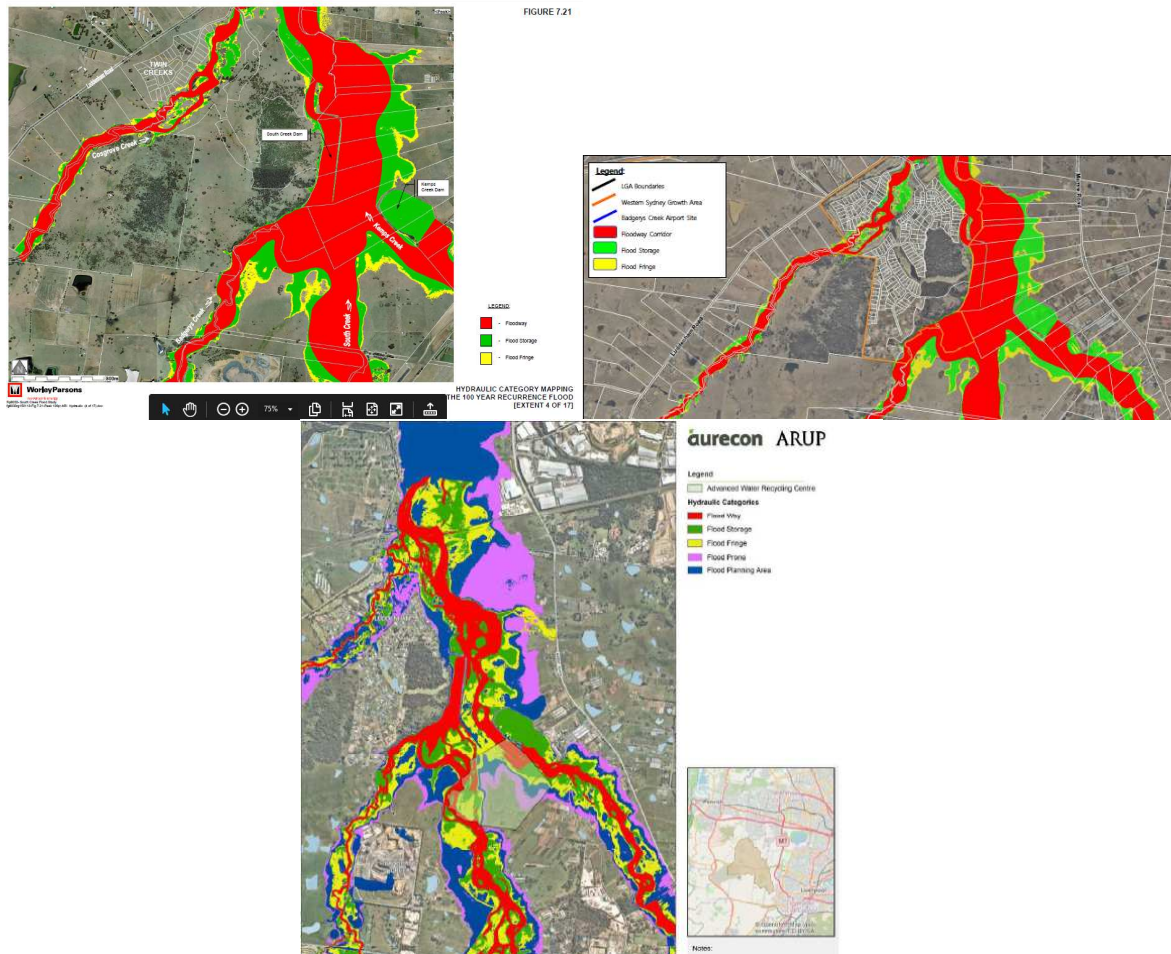 FIGURE 7.21
TWIN
CREEKS
Cosgrove Creek
South Creek Dam
Kemps
Creek Dam
Kemps Creek
Badgerys Creek
South Creek
LEGEND
- Floodway
- Flood Storage
- Flood Fringe
WorleyParsons
HYDRAULIC CATEGORY MAPPING
THE 100 YEAR RECURRENCE FLOOD
[EXTENT 4 OF 17]
75%
Legend:
LGA Boundaries
Western Sydney Growth Area
Badgerys Creek Airport Site
Floodway Corridor
Flood Storage
Flood Fringe
aurecon ARUP
Legend
Advanced Water Recycling Centre
Hydraulic Categories
Flood Way
Flood Storage
Flood Fringe
Flood Prone
Flood Planning Area
M7
Notes: